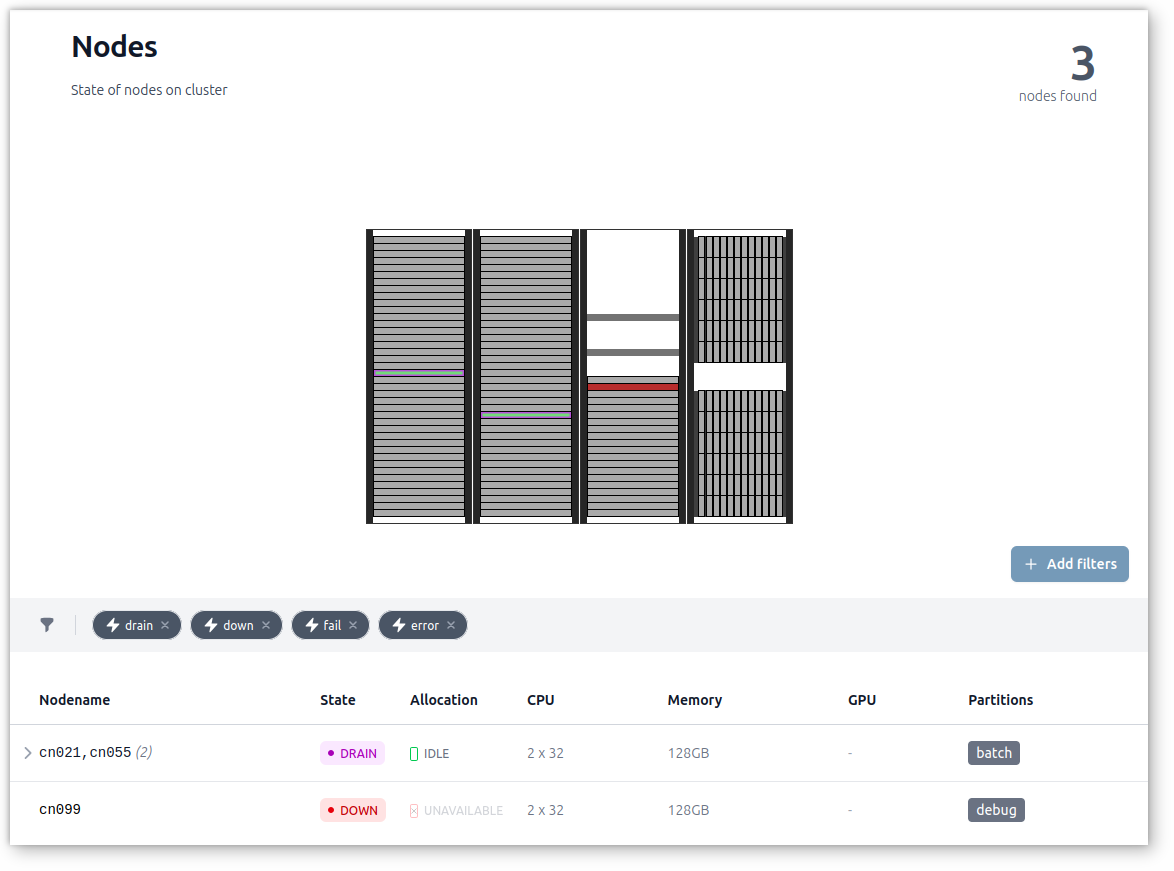 Nodes
State of nodes on cluster
3
nodes found
+ Add filters
drain × down × fail × error ×
Nodename State Allocation CPU Memory GPU Partitions
cn021,cn055 (2) DRAIN IDLE 2 x 32 128GB - batch
cn099 DOWN UNAVAILABLE 2 x 32 128GB - debug